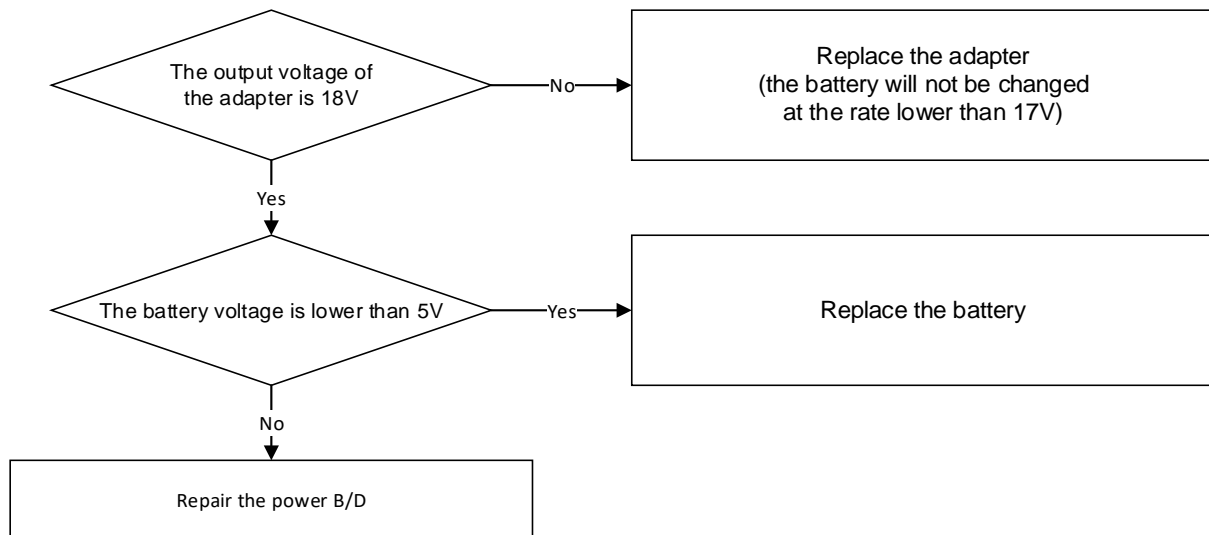 The output voltage of
the adapter is 18V
No
Replace the adapter
(the battery will not be changed
at the rate lower than 17V)
Yes
The battery voltage is lower than 5V
Yes
Replace the battery
No
Repair the power B/D